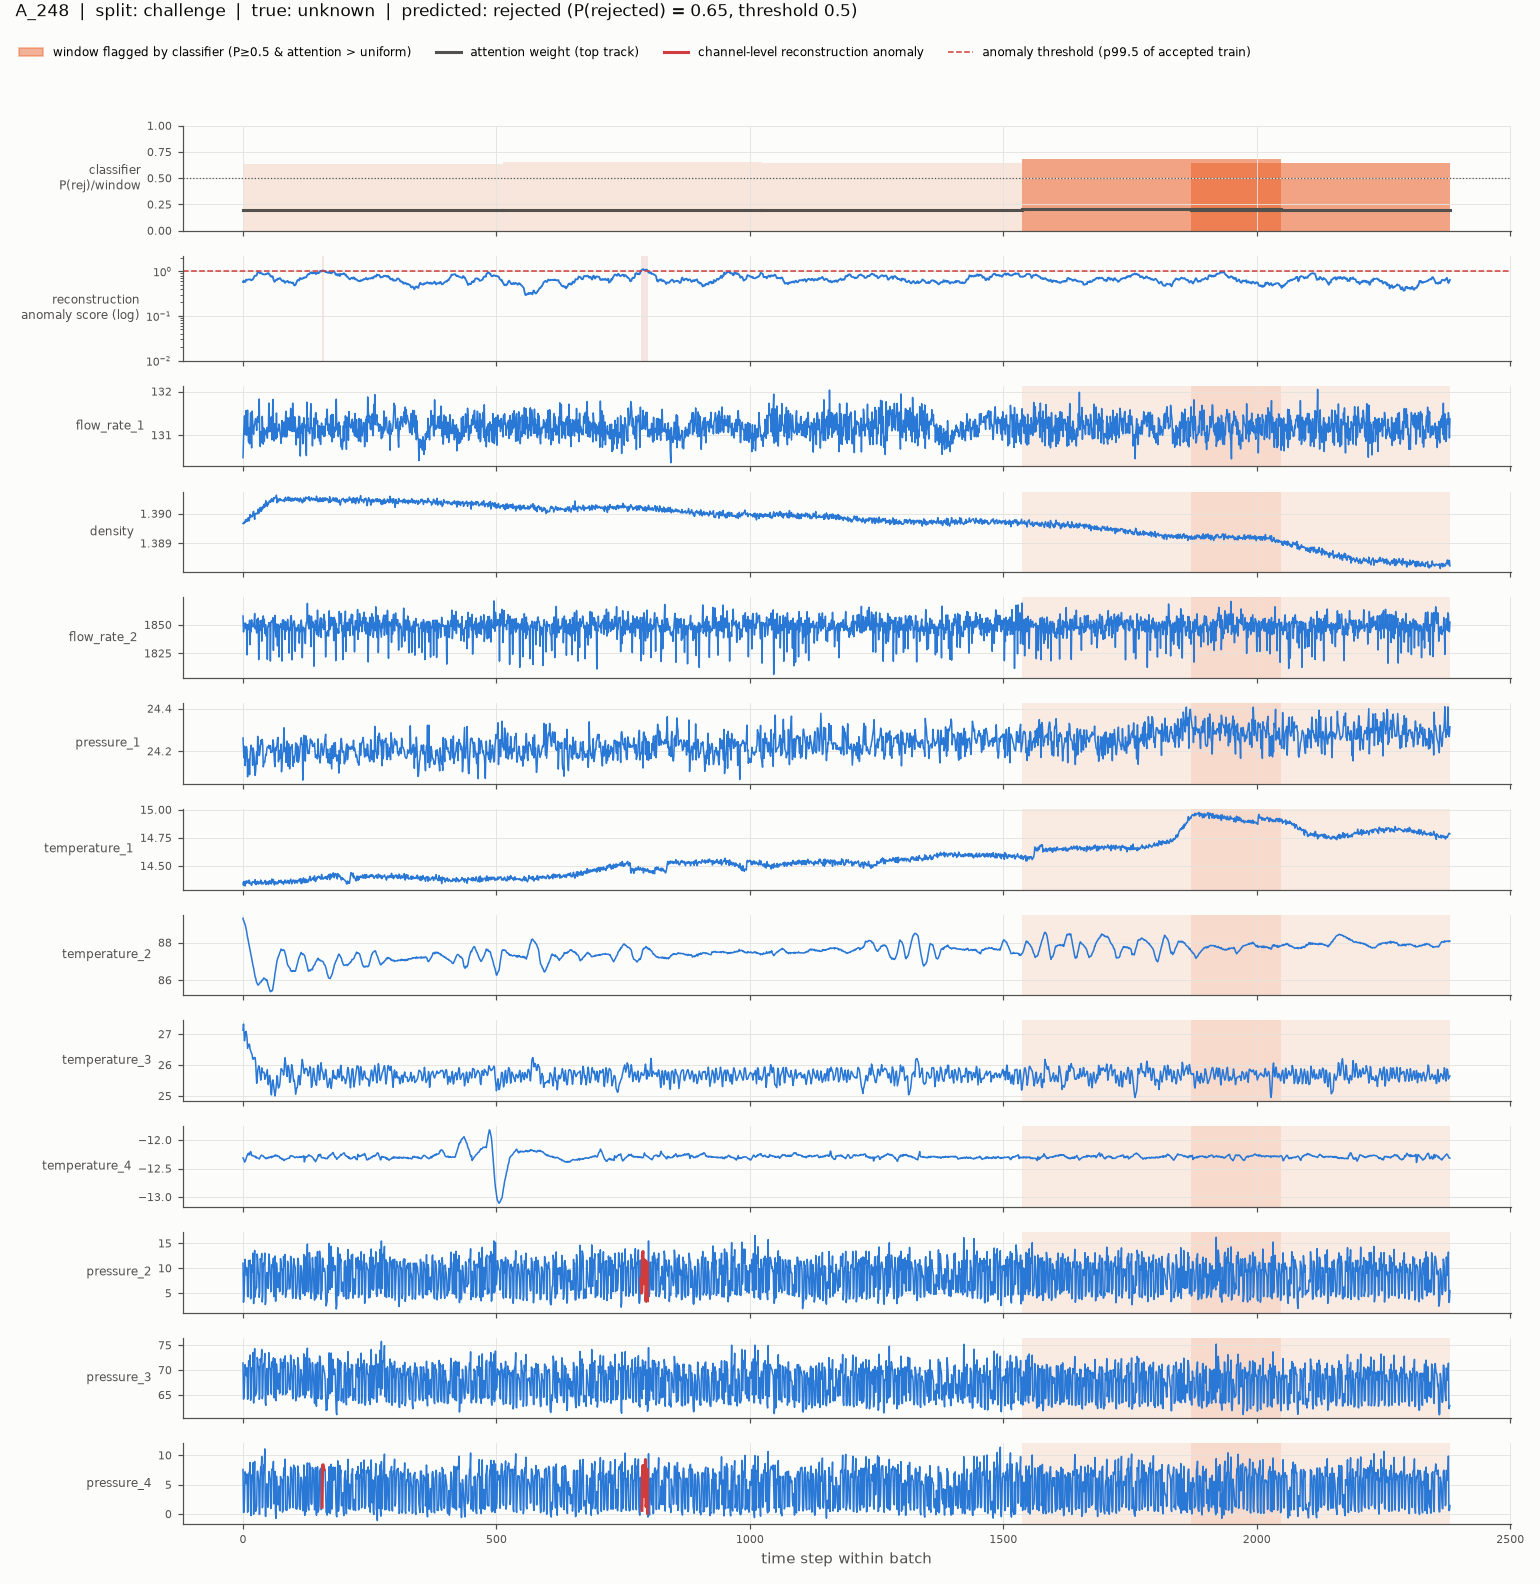 A_248 | split: challenge | true: unknown | predicted: rejected (P(rejected) = 0.65, threshold 0.5)
window flagged by classifier (P≥0.5 & attention > uniform) attention weight (top track) channel-level reconstruction anomaly anomaly threshold (p99.5 of accepted train)
1.00
0.75
0.50
0.25
0.00
classifier
P(rej)/window
10⁰
10⁻¹
10⁻²
reconstruction
anomaly score (log)
132
131
flow_rate_1
1.390
1.389
density
1850
1825
flow_rate_2
24.4
24.2
pressure_1
15.00
14.75
14.50
temperature_1
88
86
temperature_2
27
26
25
temperature_3
−12.0
−12.5
−13.0
temperature_4
15
10
5
pressure_2
75
70
65
pressure_3
10
5
0
pressure_4
0 500 1000 1500 2000 2500
time step within batch